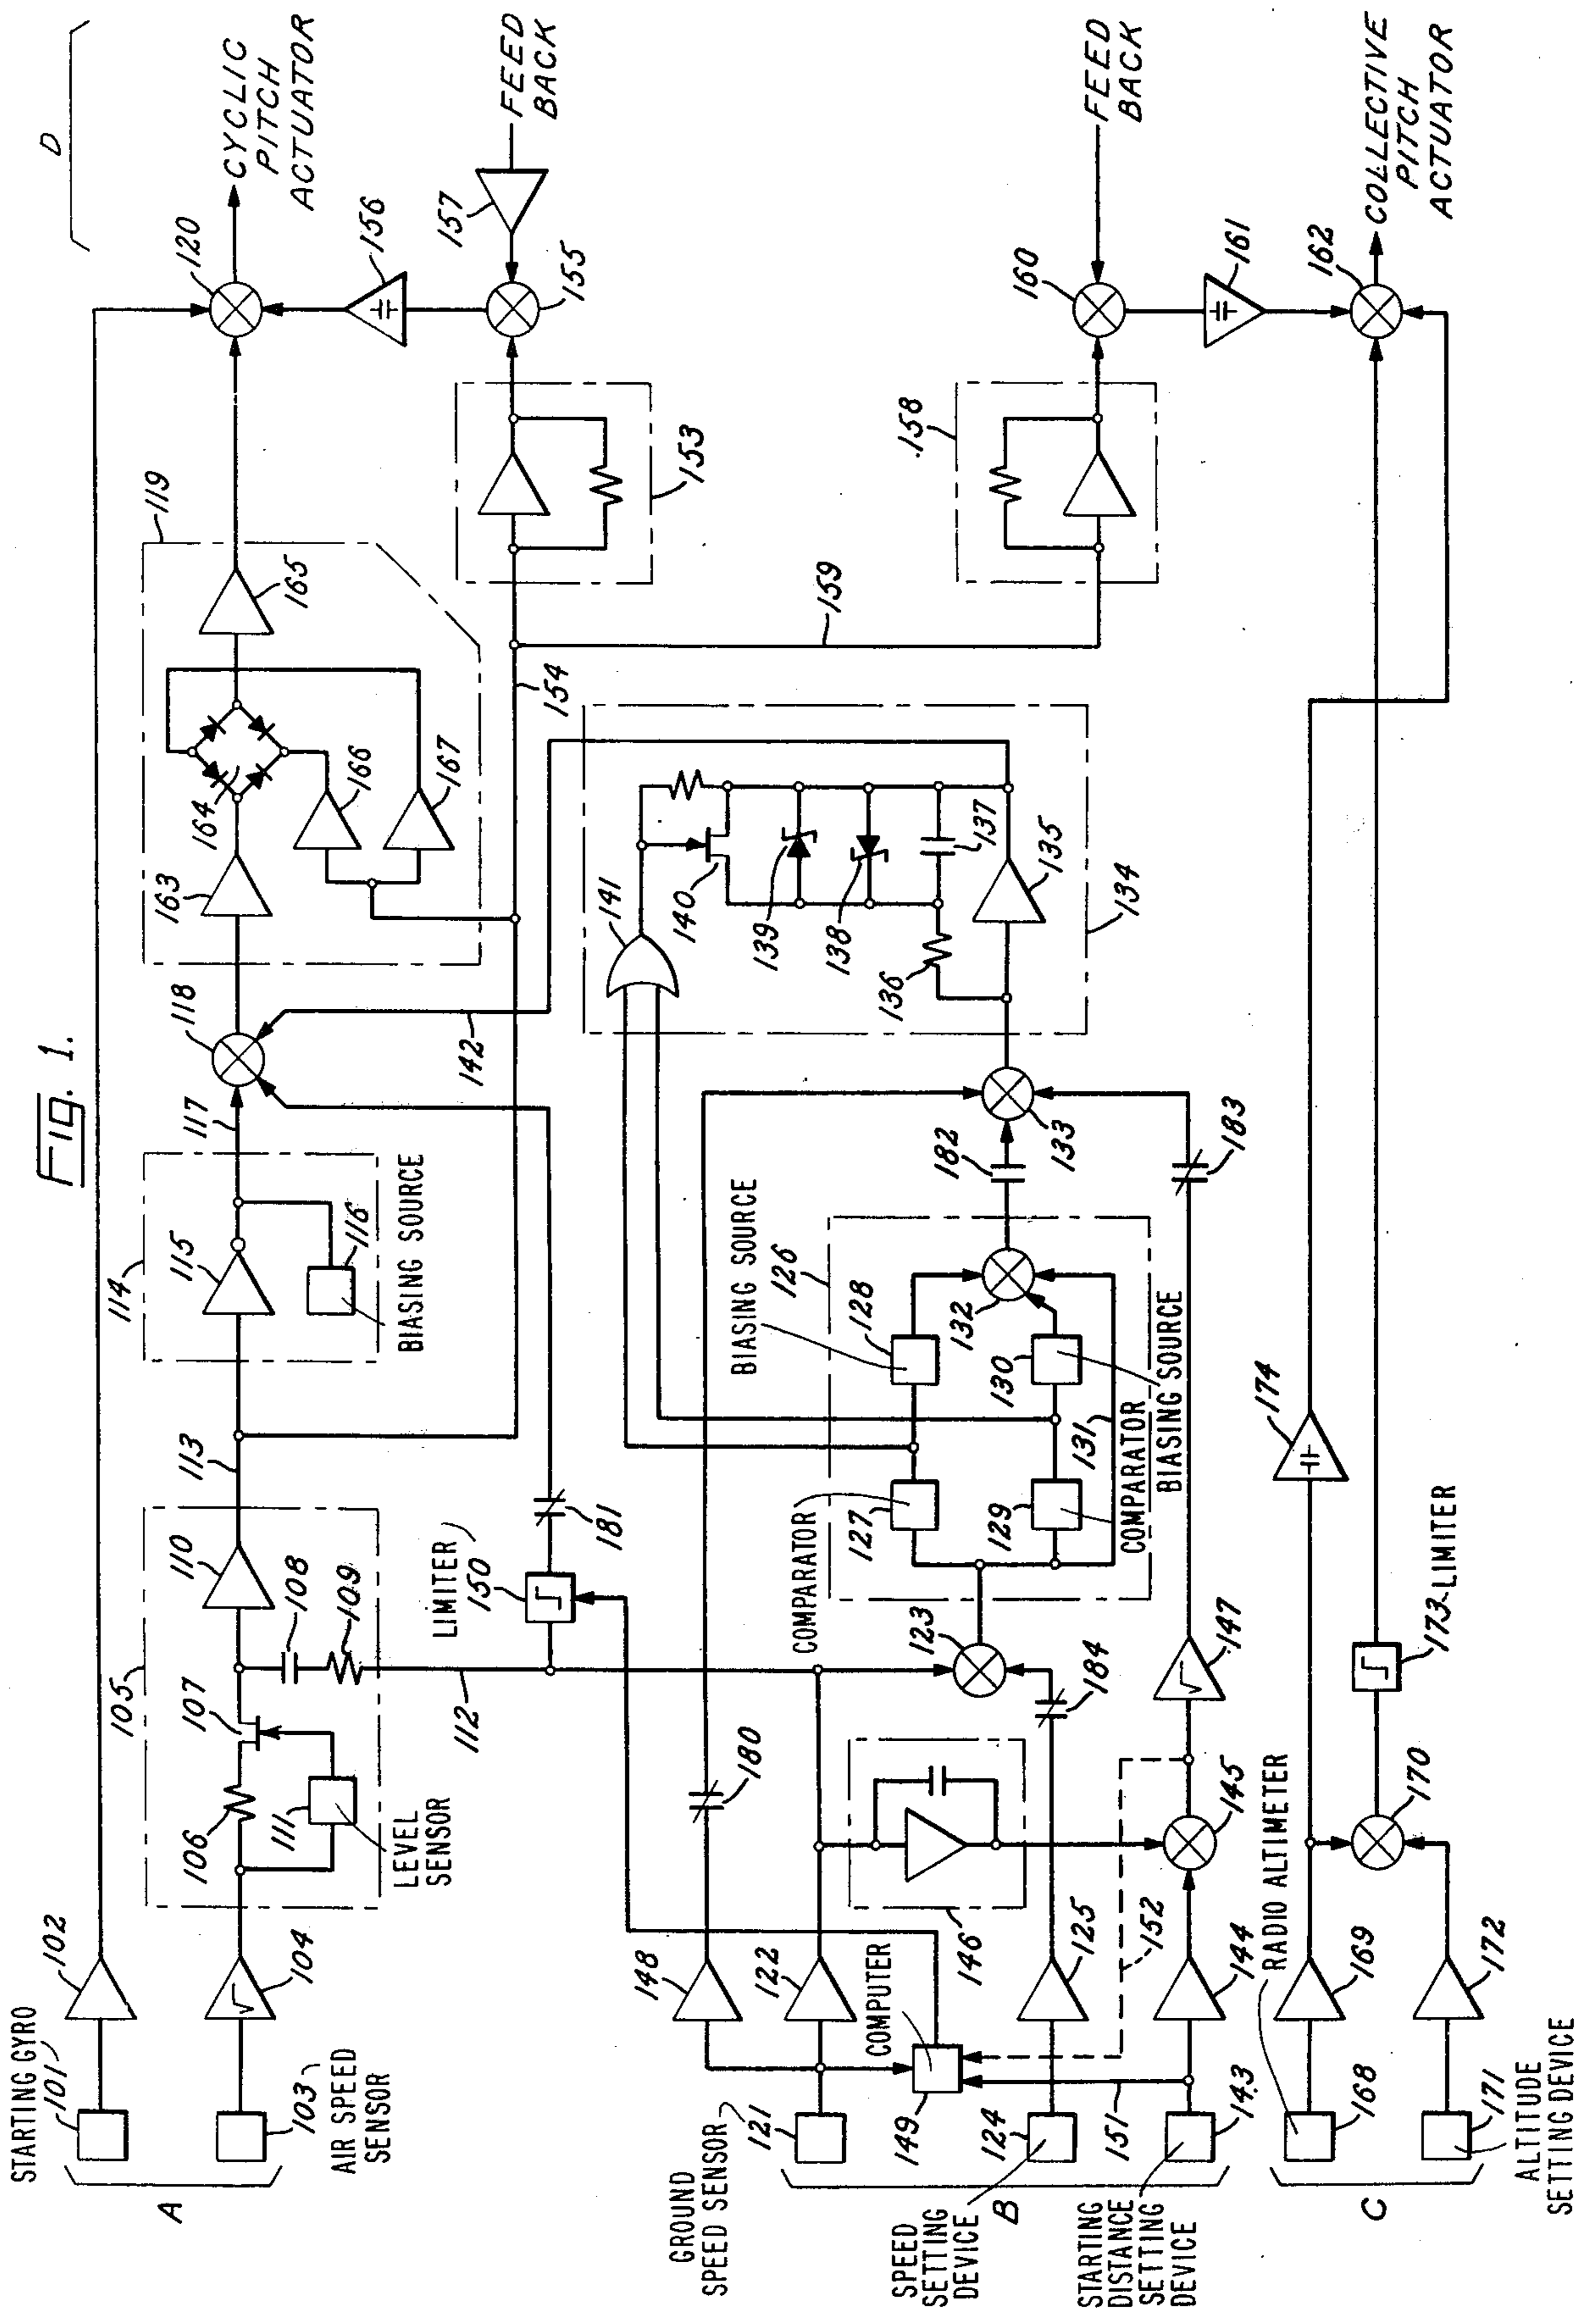 Fig. 1.
D
STARTING GYRO
101
102
120
CYCLIC
PITCH
ACTUATOR
A
103
AIR SPEED
SENSOR
104
105
106
107
108
109
110
111
LEVEL
SENSOR
112
113
114
115
116
BIASING SOURCE
117
118
119
163
164
165
166
167
156
157
FEED
BACK
155
153
154
142
LIMITER
150
181
159
158
160
FEED
BACK
161
162
COLLECTIVE
PITCH
ACTUATOR
GROUND
SPEED SENSOR
121
148
122
180
COMPUTER
149
146
123
COMPARATOR
127
BIASING SOURCE
126
128
129
130
131
132
COMPARATOR
BIASING SOURCE
182
133
183
134
135
136
137
138
139
140
141
B
SPEED
SETTING
DEVICE
124
125
184
151
152
STARTING
DISTANCE
SETTING
DEVICE
143
144
145
147
RADIO ALTIMETER
C
168
169
170
171
172
173
LIMITER
174
ALTITUDE
SETTING DEVICE